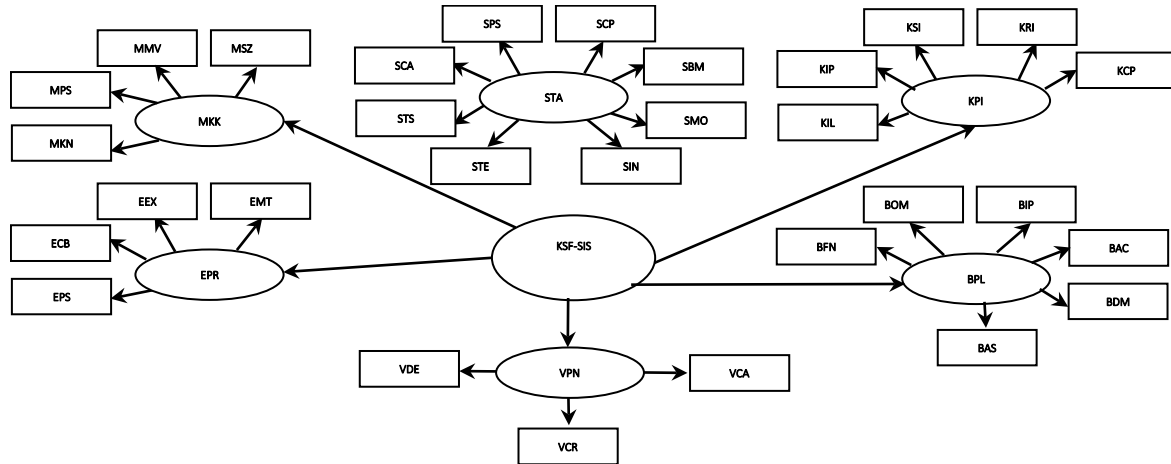 SPS
SCP
KSI
KRI
MMV
MSZ
SCA
SBM
KIP
KCP
MPS
STA
KPI
MKK
STS
SMO
KIL
MKN
STE
SIN
EEX
EMT
BOM
BIP
ECB
KSF-SIS
BFN
BAC
EPR
BPL
EPS
BDM
BAS
VDE
VPN
VCA
VCR